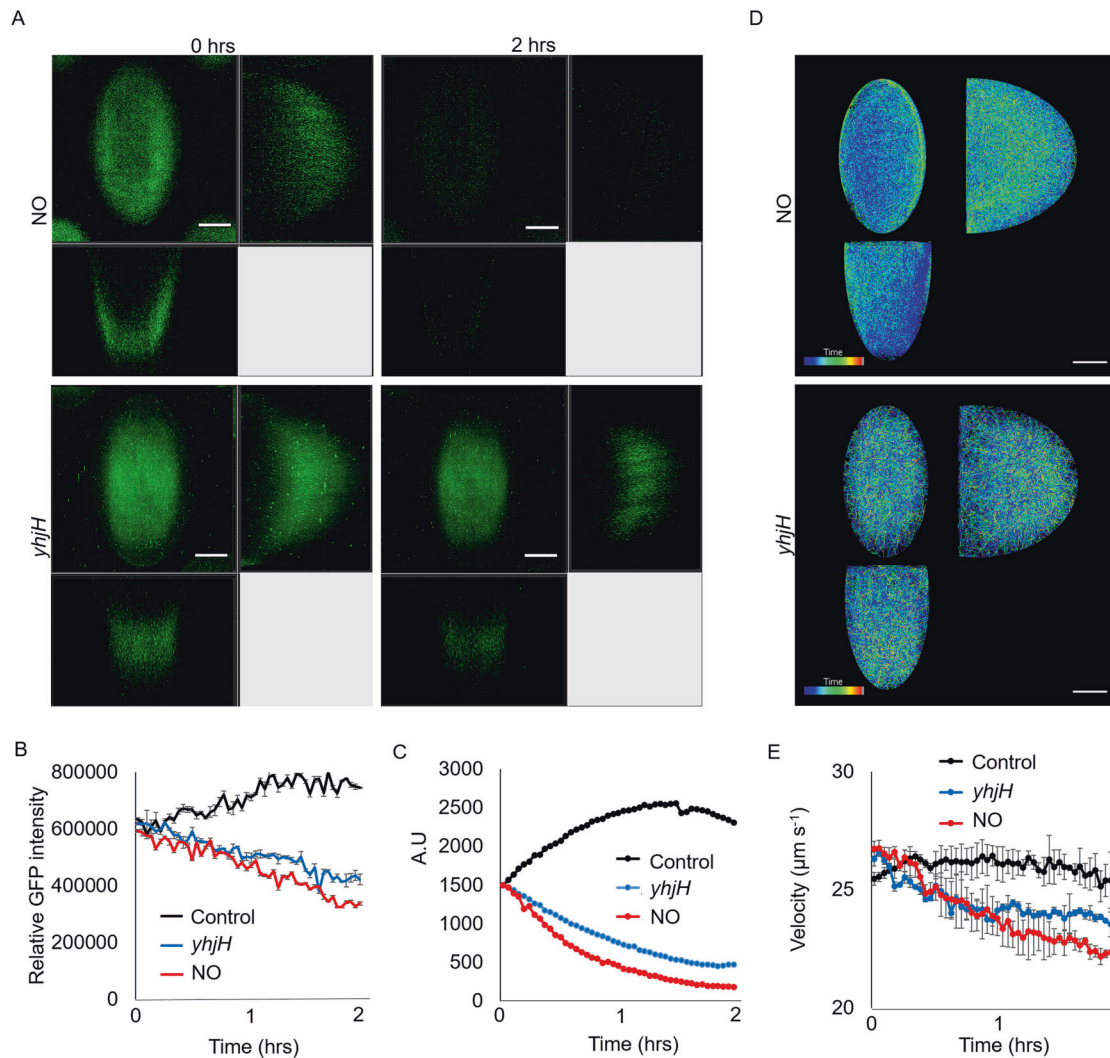 A
0 hrs
2 hrs
NO
yhjH
D
NO
Time
yhjH
Time
B
Relative GFP intensity
800000
600000
400000
200000
0
Control
yhjH
NO
0
1
2
Time (hrs)
C
A.U
3000
2500
2000
1500
1000
500
0
Control
yhjH
NO
0
1
2
Time (hrs)
E
Velocity (µm s⁻¹)
30
25
20
Control
yhjH
NO
0
1
2
Time (hrs)